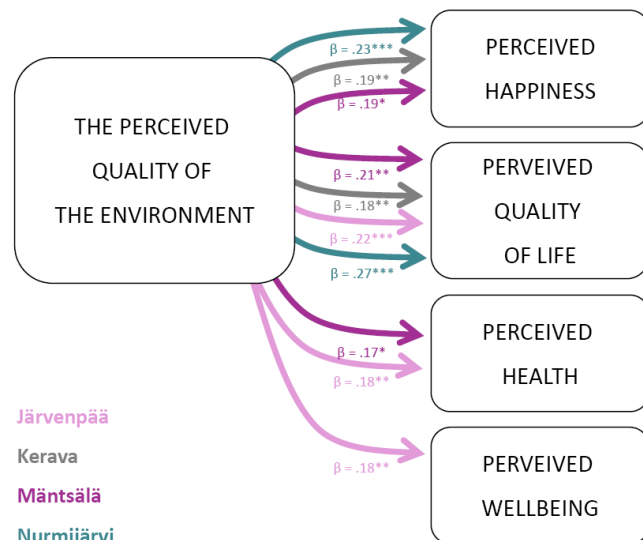 THE PERCEIVED
QUALITY OF
THE ENVIRONMENT
β = .23***
β = .19**
β = .19*
PERCEIVED
HAPPINESS
β = .21**
β = .18**
β = .22***
β = .27***
PERVEIVED
QUALITY
OF LIFE
β = .17*
β = .18**
PERCEIVED
HEALTH
β = .18**
PERVEIVED
WELLBEING
Järvenpää
Kerava
Mäntsälä
Nurmijärvi